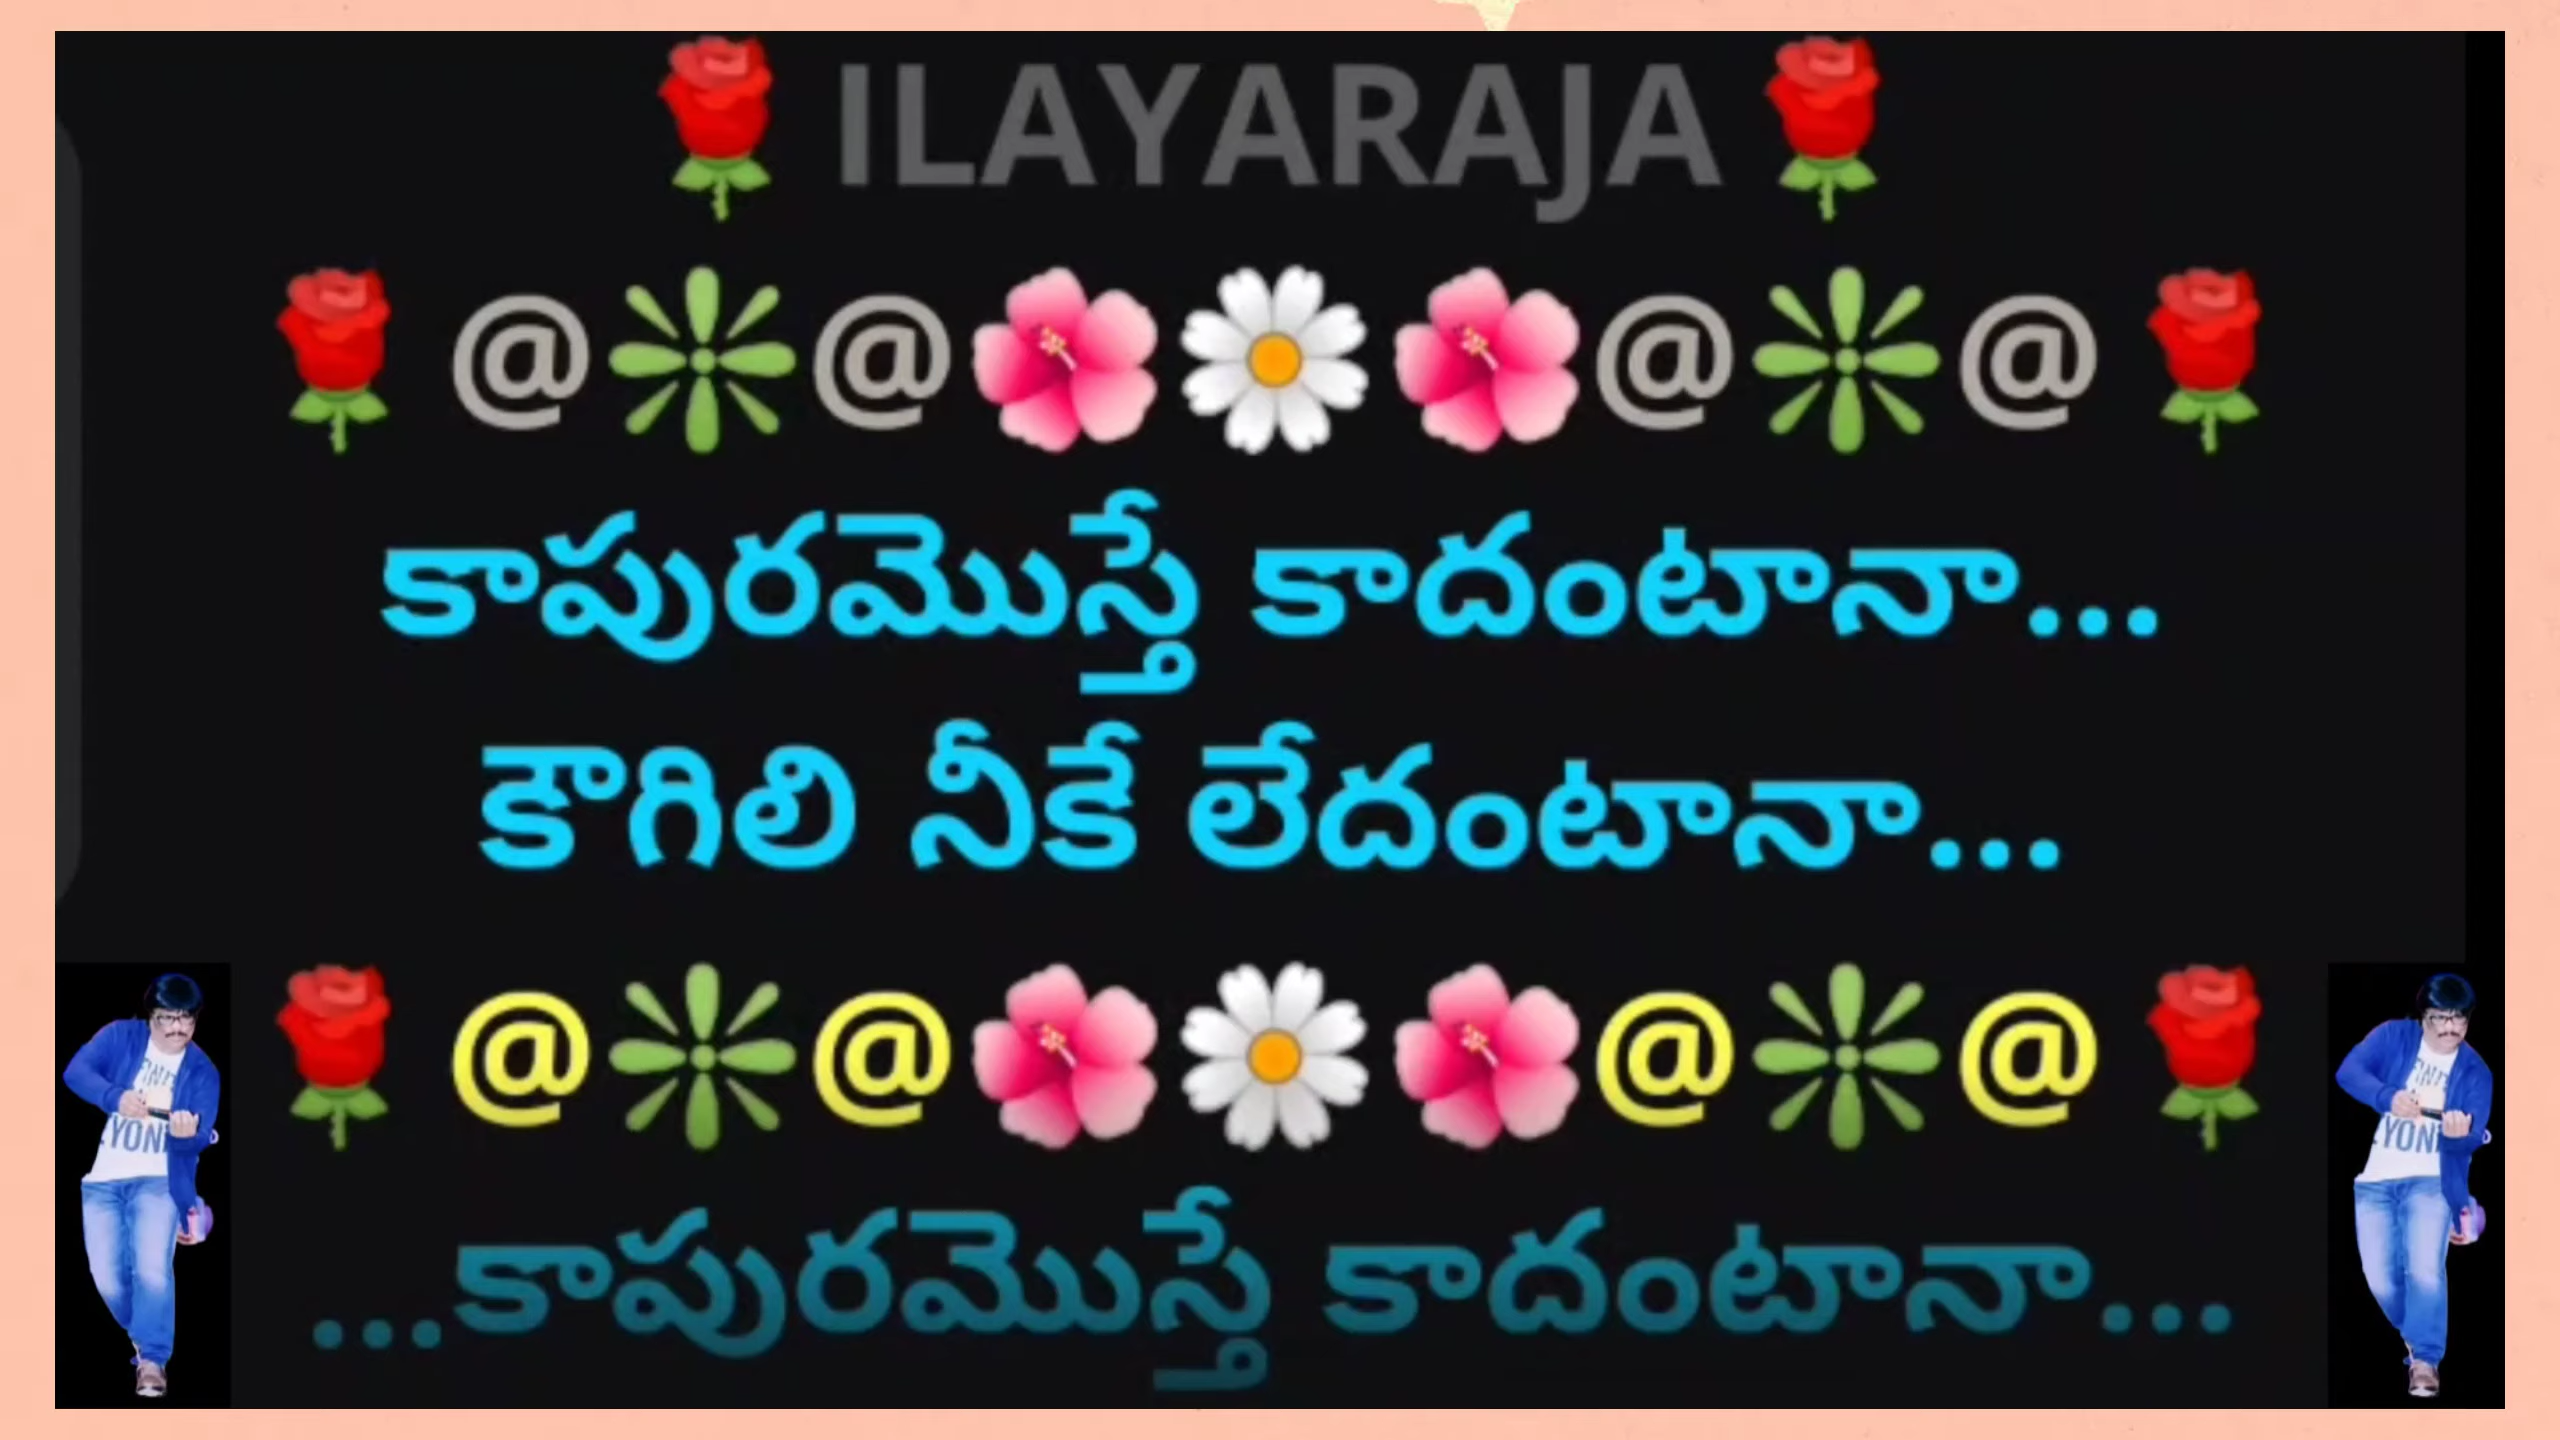 🌹 ILAYARAJA🌹
🌹 @❇@🌺🌼🌺@❇@ 🌹
కాపురమొస్తే కాదంటానా...
కౌగిలి నీకే లేదంటానా...
🌹 @❇@🌺🌼🌺@❇@ 🌹
...కాపురమొస్తే కాదంటానా...